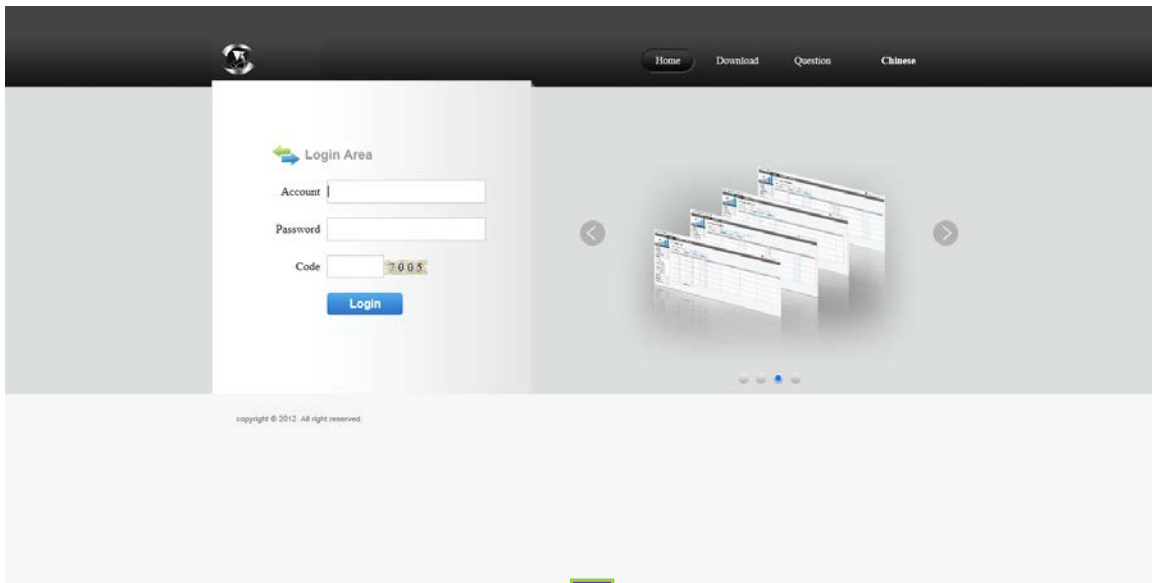 Home Download Question Chinese
Login Area
Account
Password
Code 7005
Login
copyright © 2012. All right reserved.